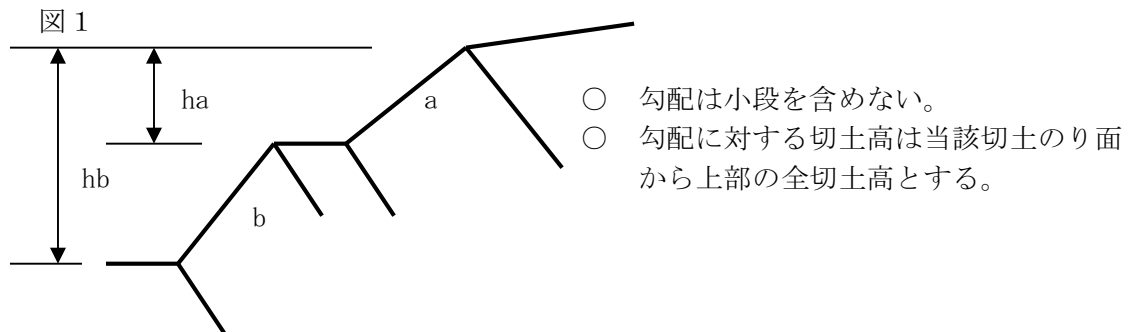 図１
ha
a
hb
b
○　勾配は小段を含めない。
○　勾配に対する切土高は当該切土のり面
から上部の全切土高とする。